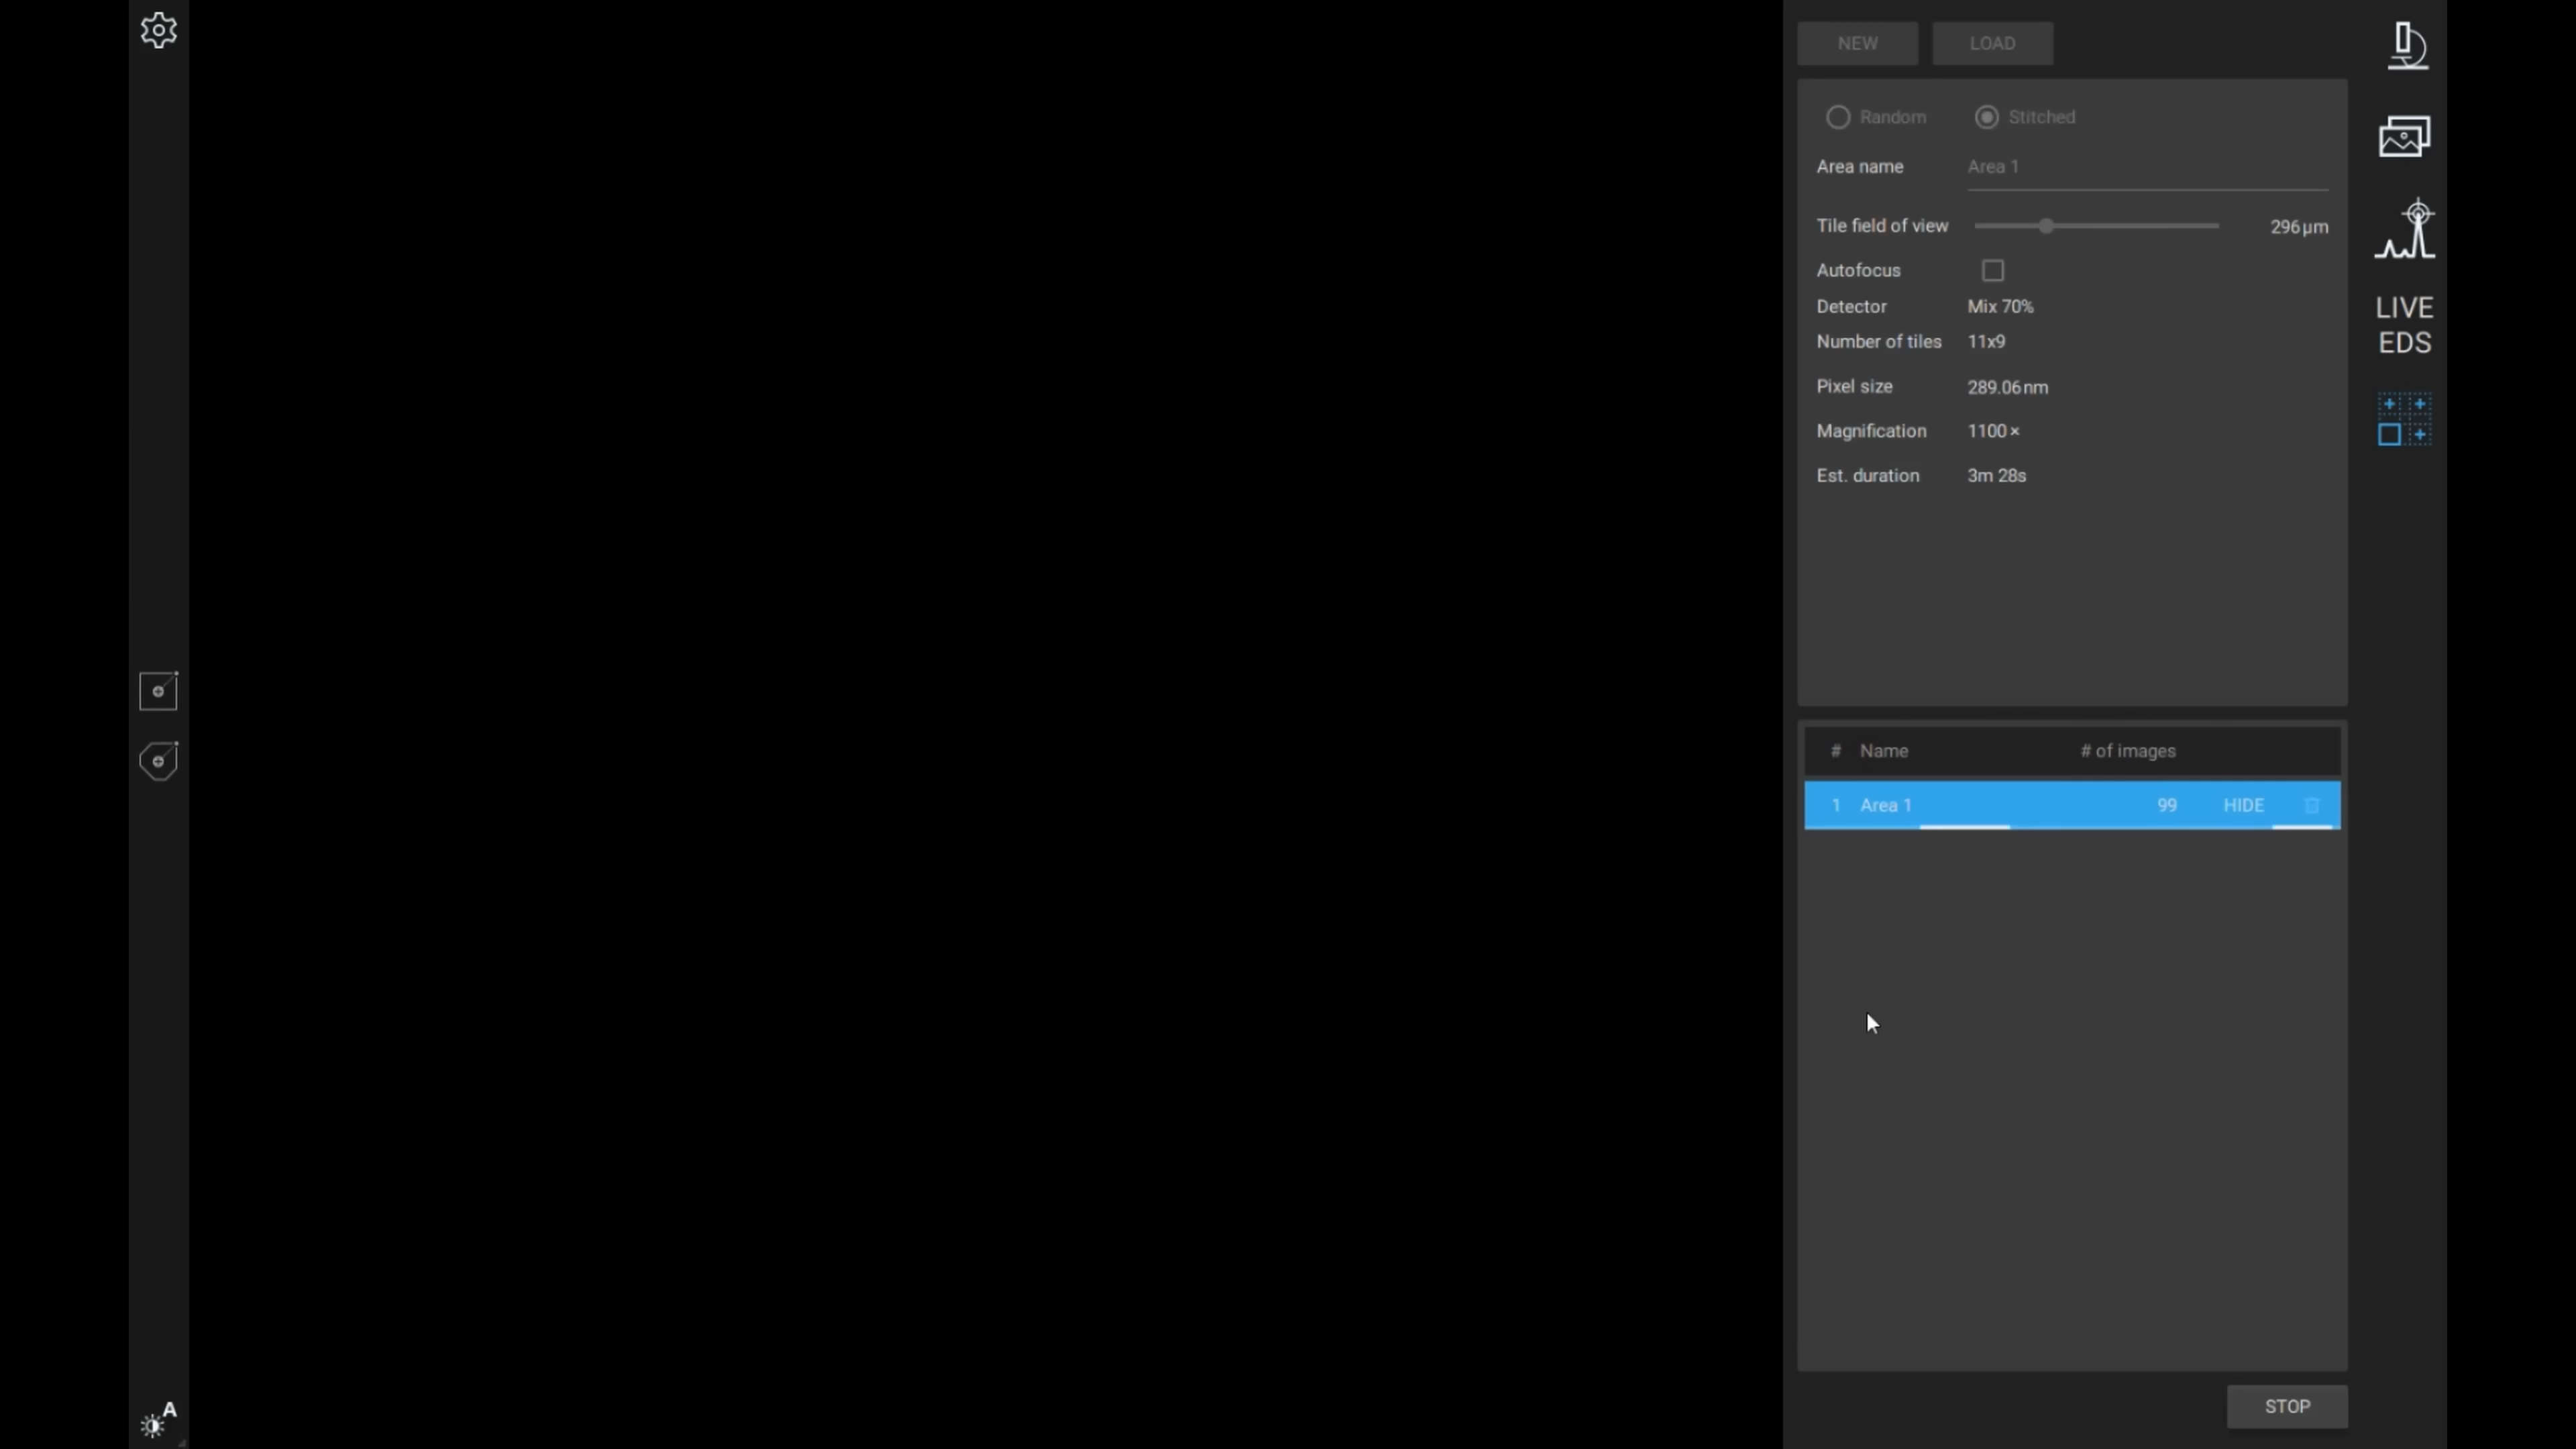 NEW LOAD
Random Stitched
Area name Area 1
Tile field of view 296 µm
Autofocus
Detector Mix 70%
Number of tiles 11x9
Pixel size 289.06 nm
Magnification 1100 ×
Est. duration 3m 28s
# Name # of images
1 Area 1 99 HIDE
STOP
LIVE
EDS
A